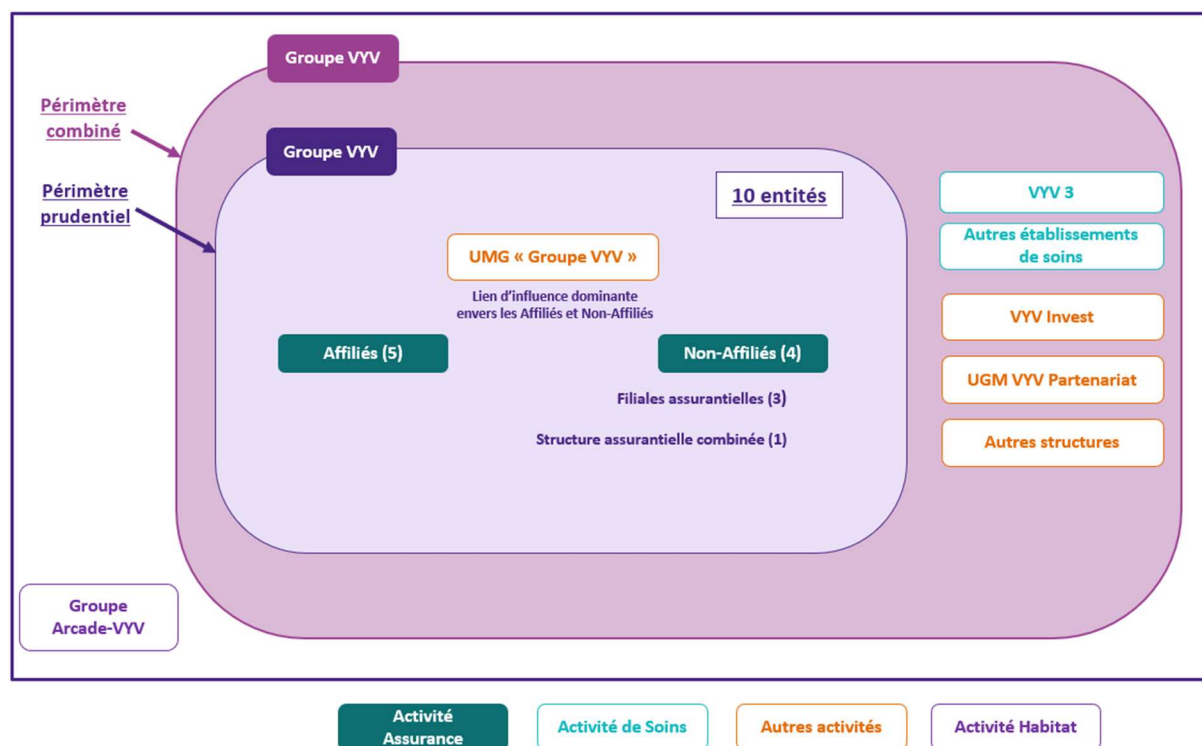 Groupe VYV
Périmètre
combiné
Groupe VYV
Périmètre
prudentiel
10 entités
UMG « Groupe VYV »
Lien d'influence dominante
envers les Affiliés et Non-Affiliés
Affiliés (5)
Non-Affiliés (4)
Filiales assurantielles (3)
Structure assurantielle combinée (1)
VYV 3
Autres établissements
de soins
VYV Invest
UGM VYV Partenariat
Autres structures
Groupe
Arcade-VYV
Activité
Assurance
Activité de Soins
Autres activités
Activité Habitat